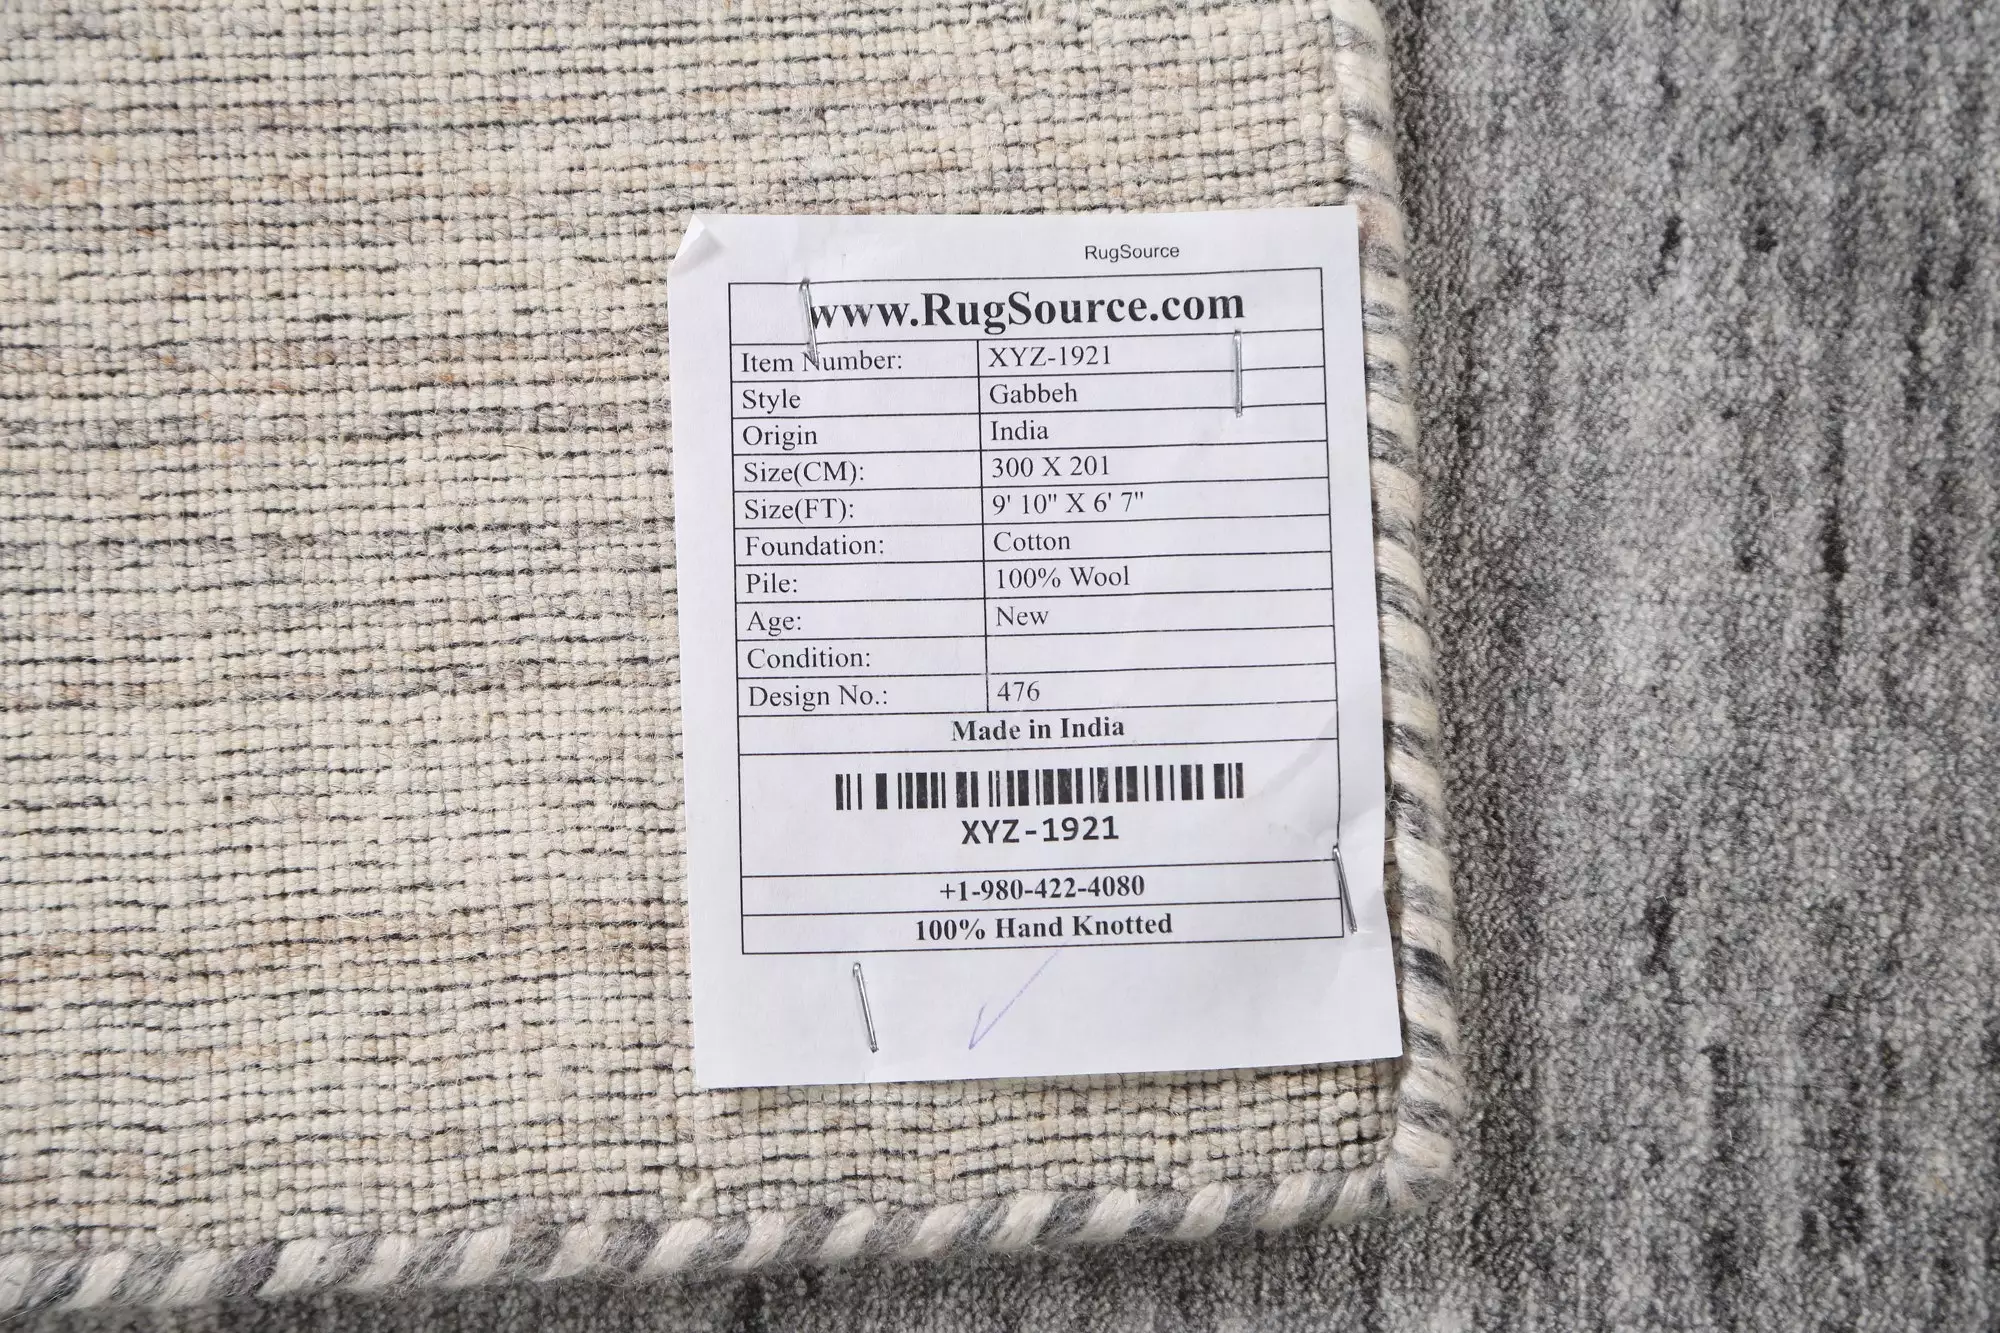 RugSource
www.RugSource.com
Item Number: XYZ-1921
Style Gabbeh
Origin India
Size(CM): 300 X 201
Size(FT): 9' 10" X 6' 7"
Foundation: Cotton
Pile: 100% Wool
Age: New
Condition:
Design No.: 476
Made in India
XYZ-1921
+1-980-422-4080
100% Hand Knotted